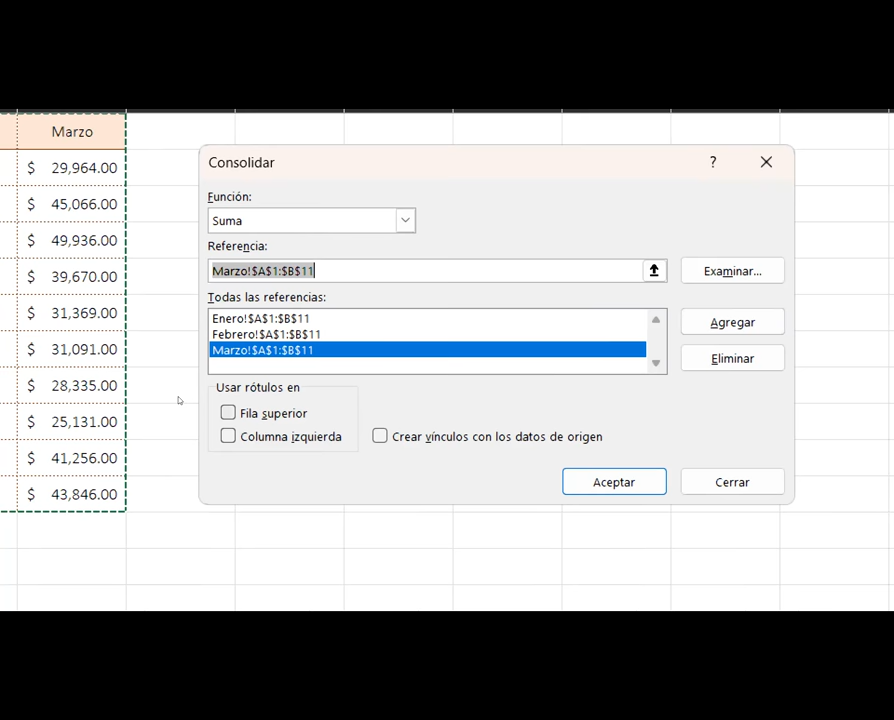 Marzo
$ 29,964.00
$ 45,066.00
$ 49,936.00
$ 39,670.00
$ 31,369.00
$ 31,091.00
$ 28,335.00
$ 25,131.00
$ 41,256.00
$ 43,846.00
Consolidar ?
Función:
Suma
Referencia:
Marzo!$A$1:$B$11
Examinar...
Todas las referencias:
Enero!$A$1:$B$11
Febrero!$A$1:$B$11
Marzo!$A$1:$B$11
Agregar
Eliminar
Usar rótulos en
Fila superior
Columna izquierda
Crear vínculos con los datos de origen
Aceptar
Cerrar